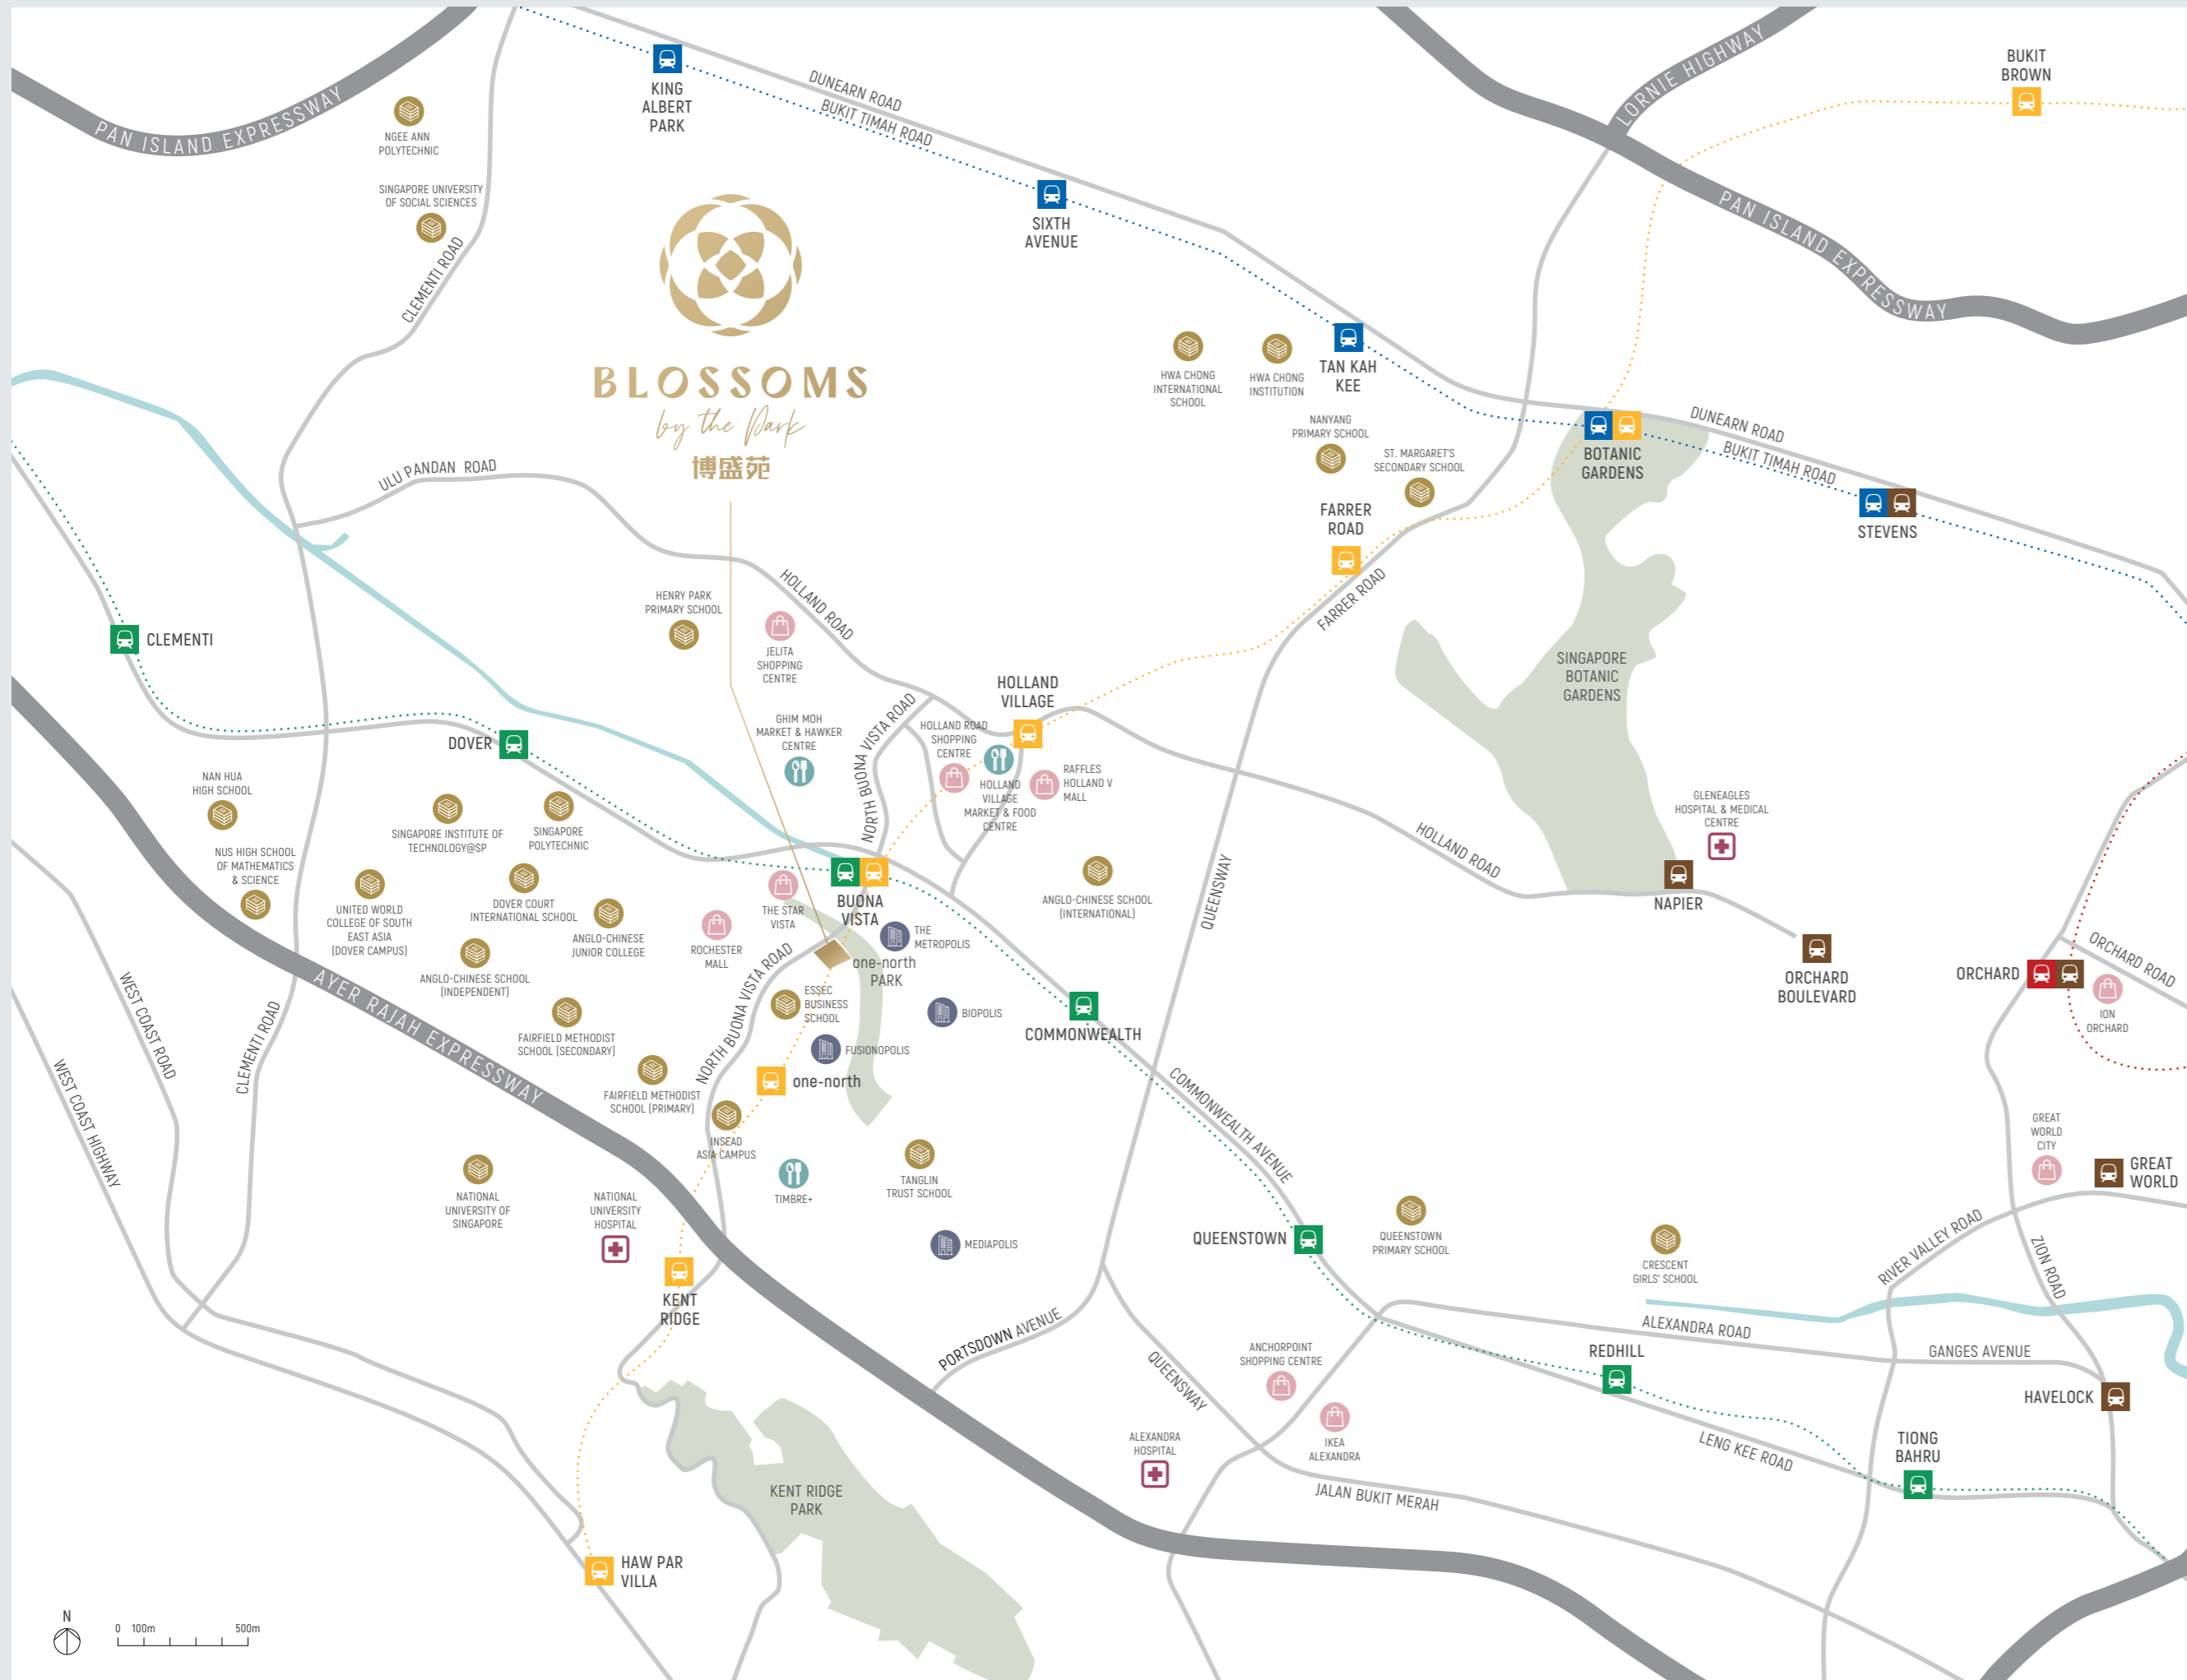 PAN ISLAND EXPRESSWAY
NGEE ANN
POLYTECHNIC
SINGAPORE UNIVERSITY
OF SOCIAL SCIENCES
CLEMENTI ROAD
KING
ALBERT
PARK
DUNEARN ROAD
BUKIT TIMAH ROAD
SIXTH
AVENUE
LORNIE HIGHWAY
BUKIT
BROWN
PAN ISLAND EXPRESSWAY
BLOSSOMS
by the Park
博盛苑
HWA CHONG
INTERNATIONAL
SCHOOL
HWA CHONG
INSTITUTION
TAN KAH
KEE
NANYANG
PRIMARY SCHOOL
ST. MARGARET'S
SECONDARY SCHOOL
BOTANIC
GARDENS
DUNEARN ROAD
BUKIT TIMAH ROAD
STEVENS
FARRER
ROAD
FARRER ROAD
ULU PANDAN ROAD
HOLLAND ROAD
HENRY PARK
PRIMARY SCHOOL
JELITA
SHOPPING
CENTRE
CLEMENTI
SINGAPORE
BOTANIC
GARDENS
HOLLAND
VILLAGE
DOVER
GHIM MOH
MARKET & HAWKER
CENTRE
NORTH BUONA VISTA ROAD
HOLLAND ROAD
SHOPPING
CENTRE
HOLLAND
VILLAGE
MARKET & FOOD
CENTRE
RAFFLES
HOLLAND V
MALL
NAN HUA
HIGH SCHOOL
SINGAPORE INSTITUTE OF
TECHNOLOGY@SP
SINGAPORE
POLYTECHNIC
NUS HIGH SCHOOL
OF MATHEMATICS
& SCIENCE
UNITED WORLD
COLLEGE OF SOUTH
EAST ASIA
(DOVER CAMPUS)
DOVER COURT
INTERNATIONAL SCHOOL
ANGLO-CHINESE
JUNIOR COLLEGE
ANGLO-CHINESE SCHOOL
(INDEPENDENT)
ROCHESTER
MALL
THE STAR
VISTA
BUONA
VISTA
THE
METROPOLIS
one-north
PARK
ANGLO-CHINESE SCHOOL
(INTERNATIONAL)
QUEENSWAY
HOLLAND ROAD
GLENEAGLES
HOSPITAL & MEDICAL
CENTRE
NAPIER
ORCHARD
BOULEVARD
ORCHARD
ORCHARD ROAD
ION
ORCHARD
WEST COAST ROAD
WEST COAST HIGHWAY
CLEMENTI ROAD
AYER RAJAH EXPRESSWAY
FAIRFIELD METHODIST
SCHOOL (SECONDARY)
FAIRFIELD METHODIST
SCHOOL (PRIMARY)
NORTH BUONA VISTA ROAD
ESSEC
BUSINESS
SCHOOL
BIOPOLIS
FUSIONOPOLIS
one-north
COMMONWEALTH
COMMONWEALTH AVENUE
INSEAD
ASIA CAMPUS
NATIONAL
UNIVERSITY OF
SINGAPORE
NATIONAL
UNIVERSITY
HOSPITAL
TIMBRE+
TANGLIN
TRUST SCHOOL
MEDIAPOLIS
KENT
RIDGE
QUEENSTOWN
QUEENSTOWN
PRIMARY SCHOOL
CRESCENT
GIRLS' SCHOOL
GREAT
WORLD
CITY
GREAT
WORLD
RIVER VALLEY ROAD
ZION ROAD
PORTSDOWN AVENUE
QUEENSWAY
ANCHORPOINT
SHOPPING CENTRE
IKEA
ALEXANDRA
ALEXANDRA ROAD
REDHILL
GANGES AVENUE
HAVELOCK
ALEXANDRA
HOSPITAL
LENG KEE ROAD
TIONG
BAHRU
JALAN BUKIT MERAH
KENT RIDGE
PARK
HAW PAR
VILLA
N
0 100m 500m